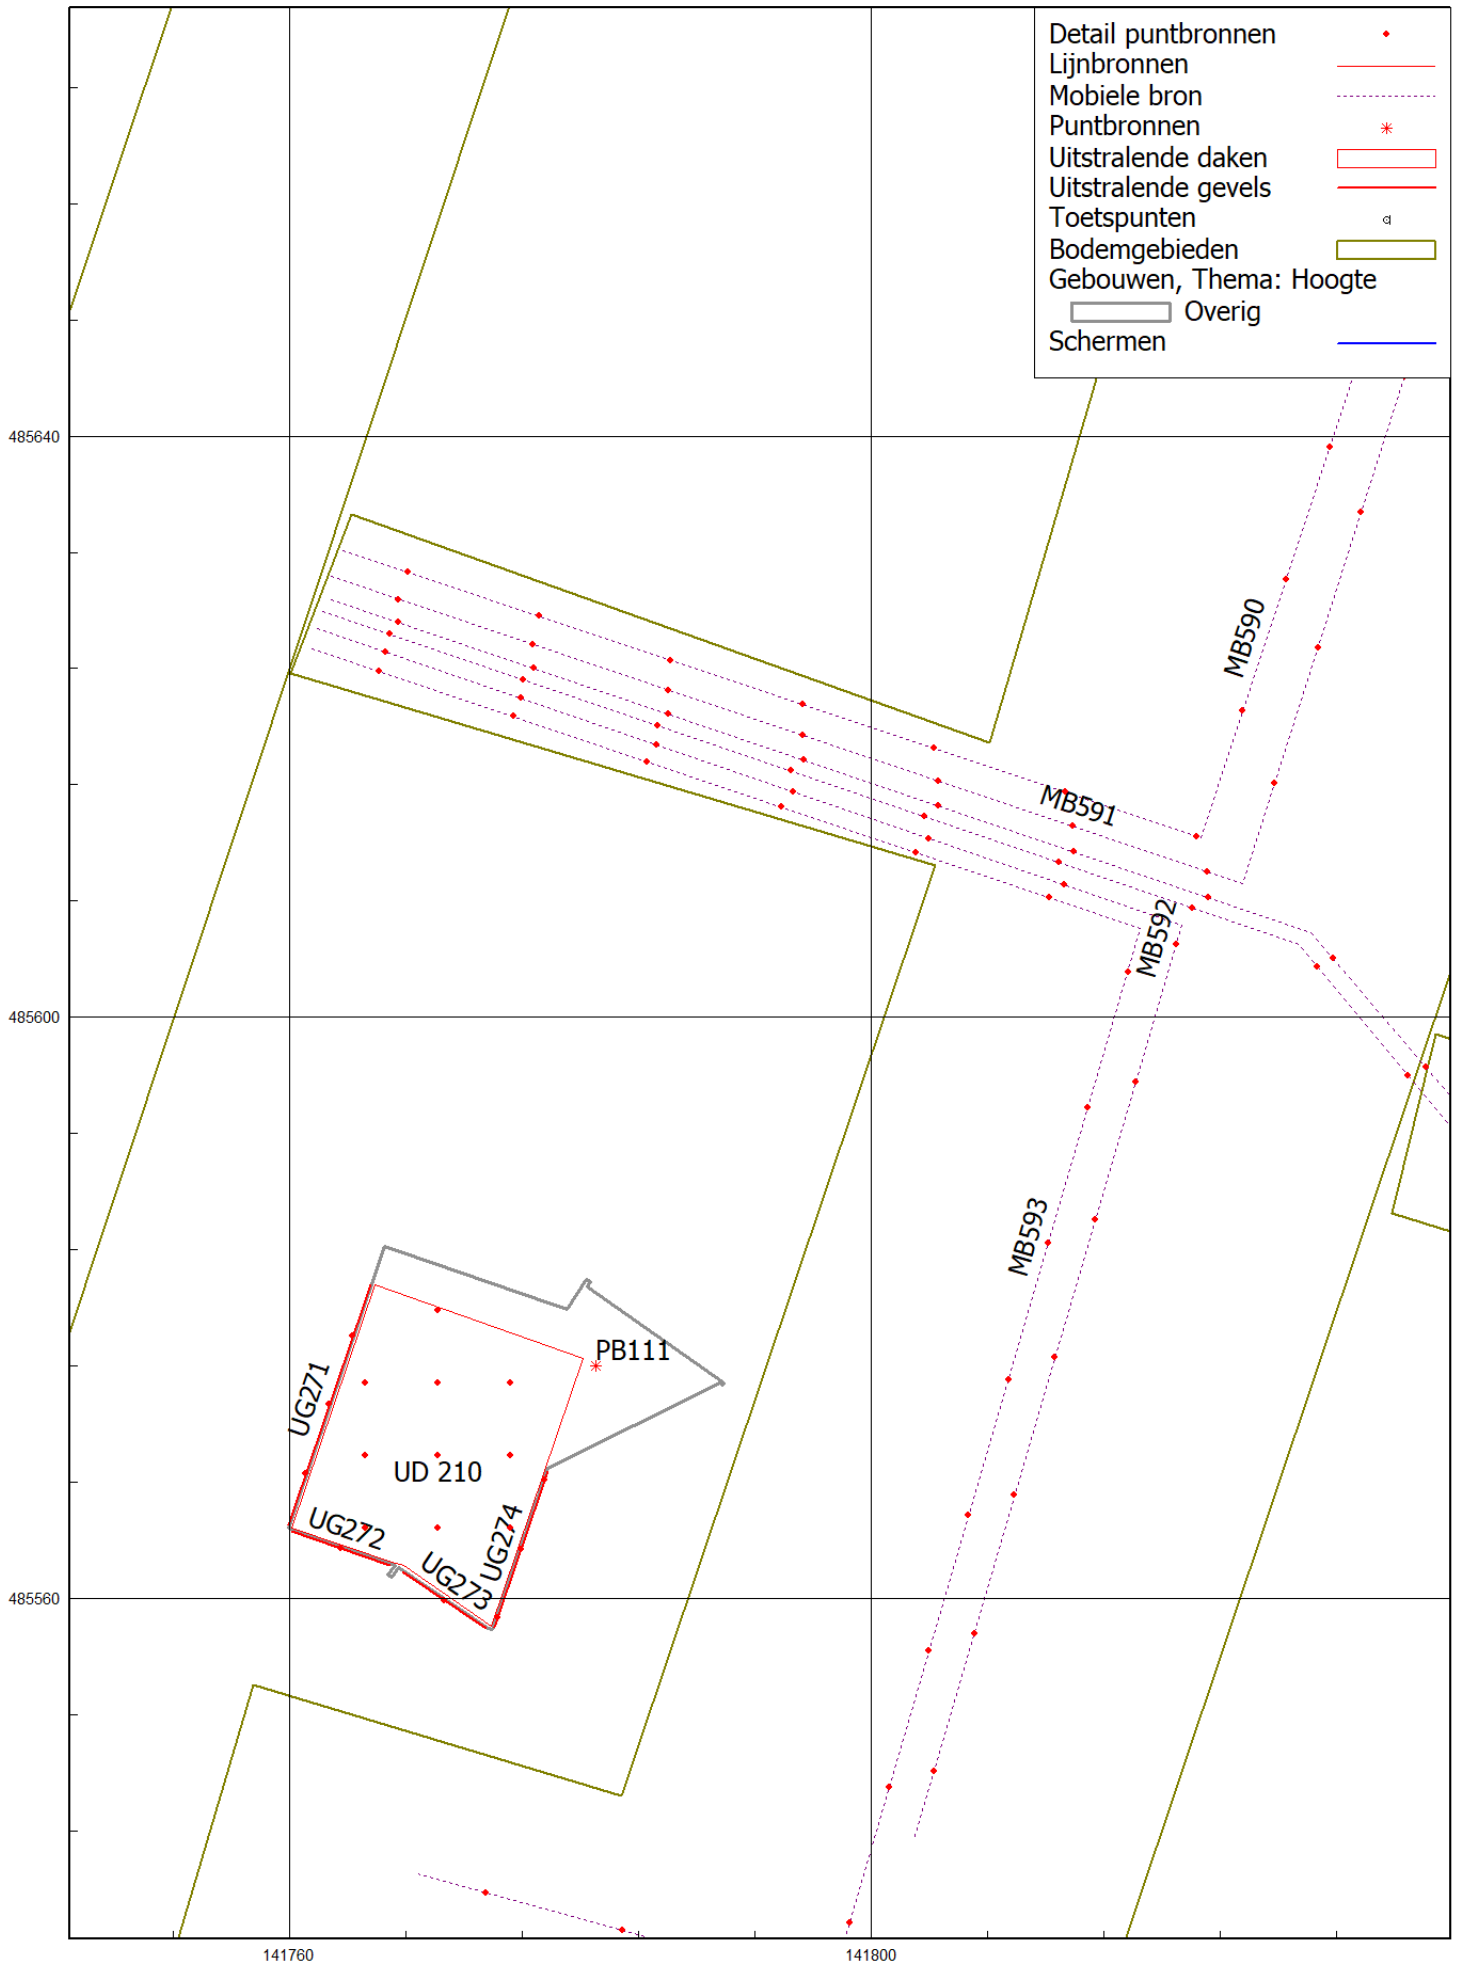 Detail puntbronnen
Lijnbronnen
Mobiele bron
Puntbronnen
Uitstralende daken
Uitstralende gevels
Toetspunten
Bodemgebieden
Gebouwen, Thema: Hoogte
Overig
Schermen
485640
MB590
MB591
MB592
485600
MB593
PB111
UG271
UD 210
UG272
UG273
UG274
485560
141760
141800